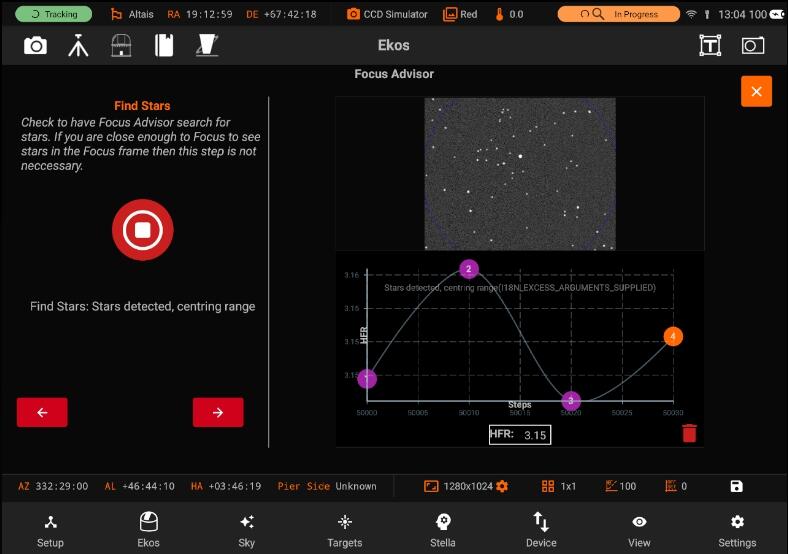 Tracking Altais RA 19:12:59 DE +67:42:18 CCD Simulator Red 0.0 In Progress 13:04 100
Ekos
Focus Advisor
Find Stars
Check to have Focus Advisor search for
stars. If you are close enough to Focus to see
stars in the Focus frame then this step is not
neccessary.
Find Stars: Stars detected, centring range
3.16
3.15
3.15
3.15
HFR
Stars detected, centring range(I18N_EXCESS_ARGUMENTS_SUPPLIED)
2
3
4
Steps
50000 50005 50010 50015 50020 50025 50030
HFR: 3.15
AZ 332:29:00 AL +46:44:10 HA +03:46:19 Pier Side Unknown 1280x1024 1x1 100 0
Setup Ekos Sky Targets Stella Device View Settings